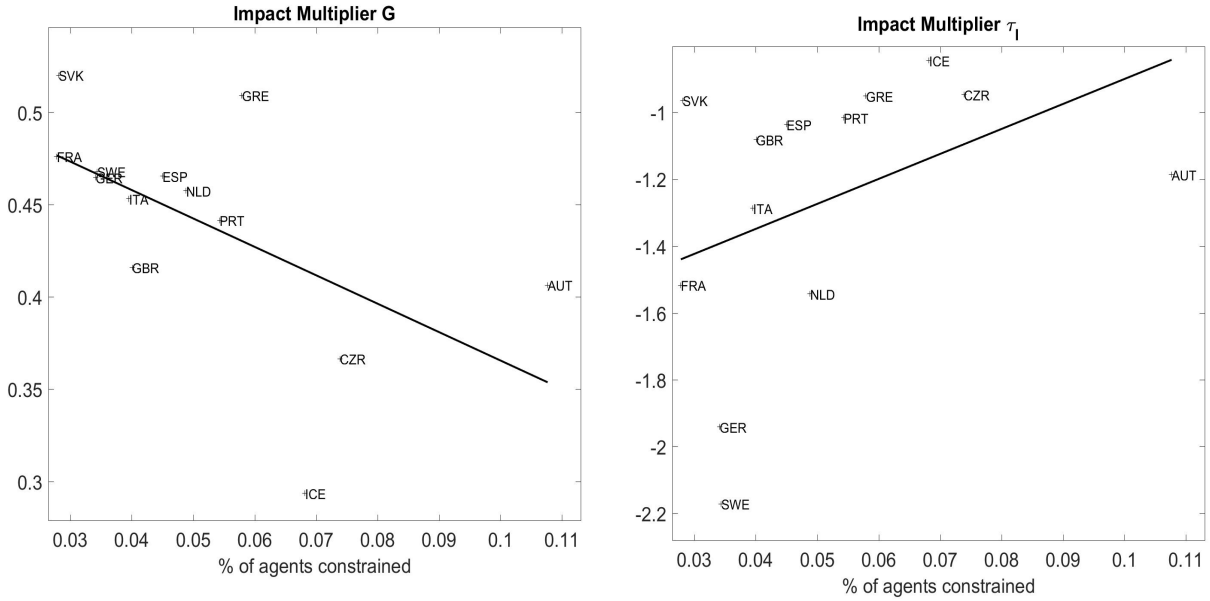 Impact Multiplier G
SVK
GRE
0.5
FRA
SWE
GER
ESP
NLD
0.45
ITA
PRT
GBR
AUT
0.4
CZR
0.35
0.3
ICE
0.03 0.04 0.05 0.06 0.07 0.08 0.09 0.1 0.11
% of agents constrained
Impact Multiplier τ_l
ICE
SVK
GRE
CZR
-1
PRT
ESP
GBR
AUT
-1.2
ITA
-1.4
FRA
NLD
-1.6
-1.8
GER
-2
SWE
-2.2
0.03 0.04 0.05 0.06 0.07 0.08 0.09 0.1 0.11
% of agents constrained